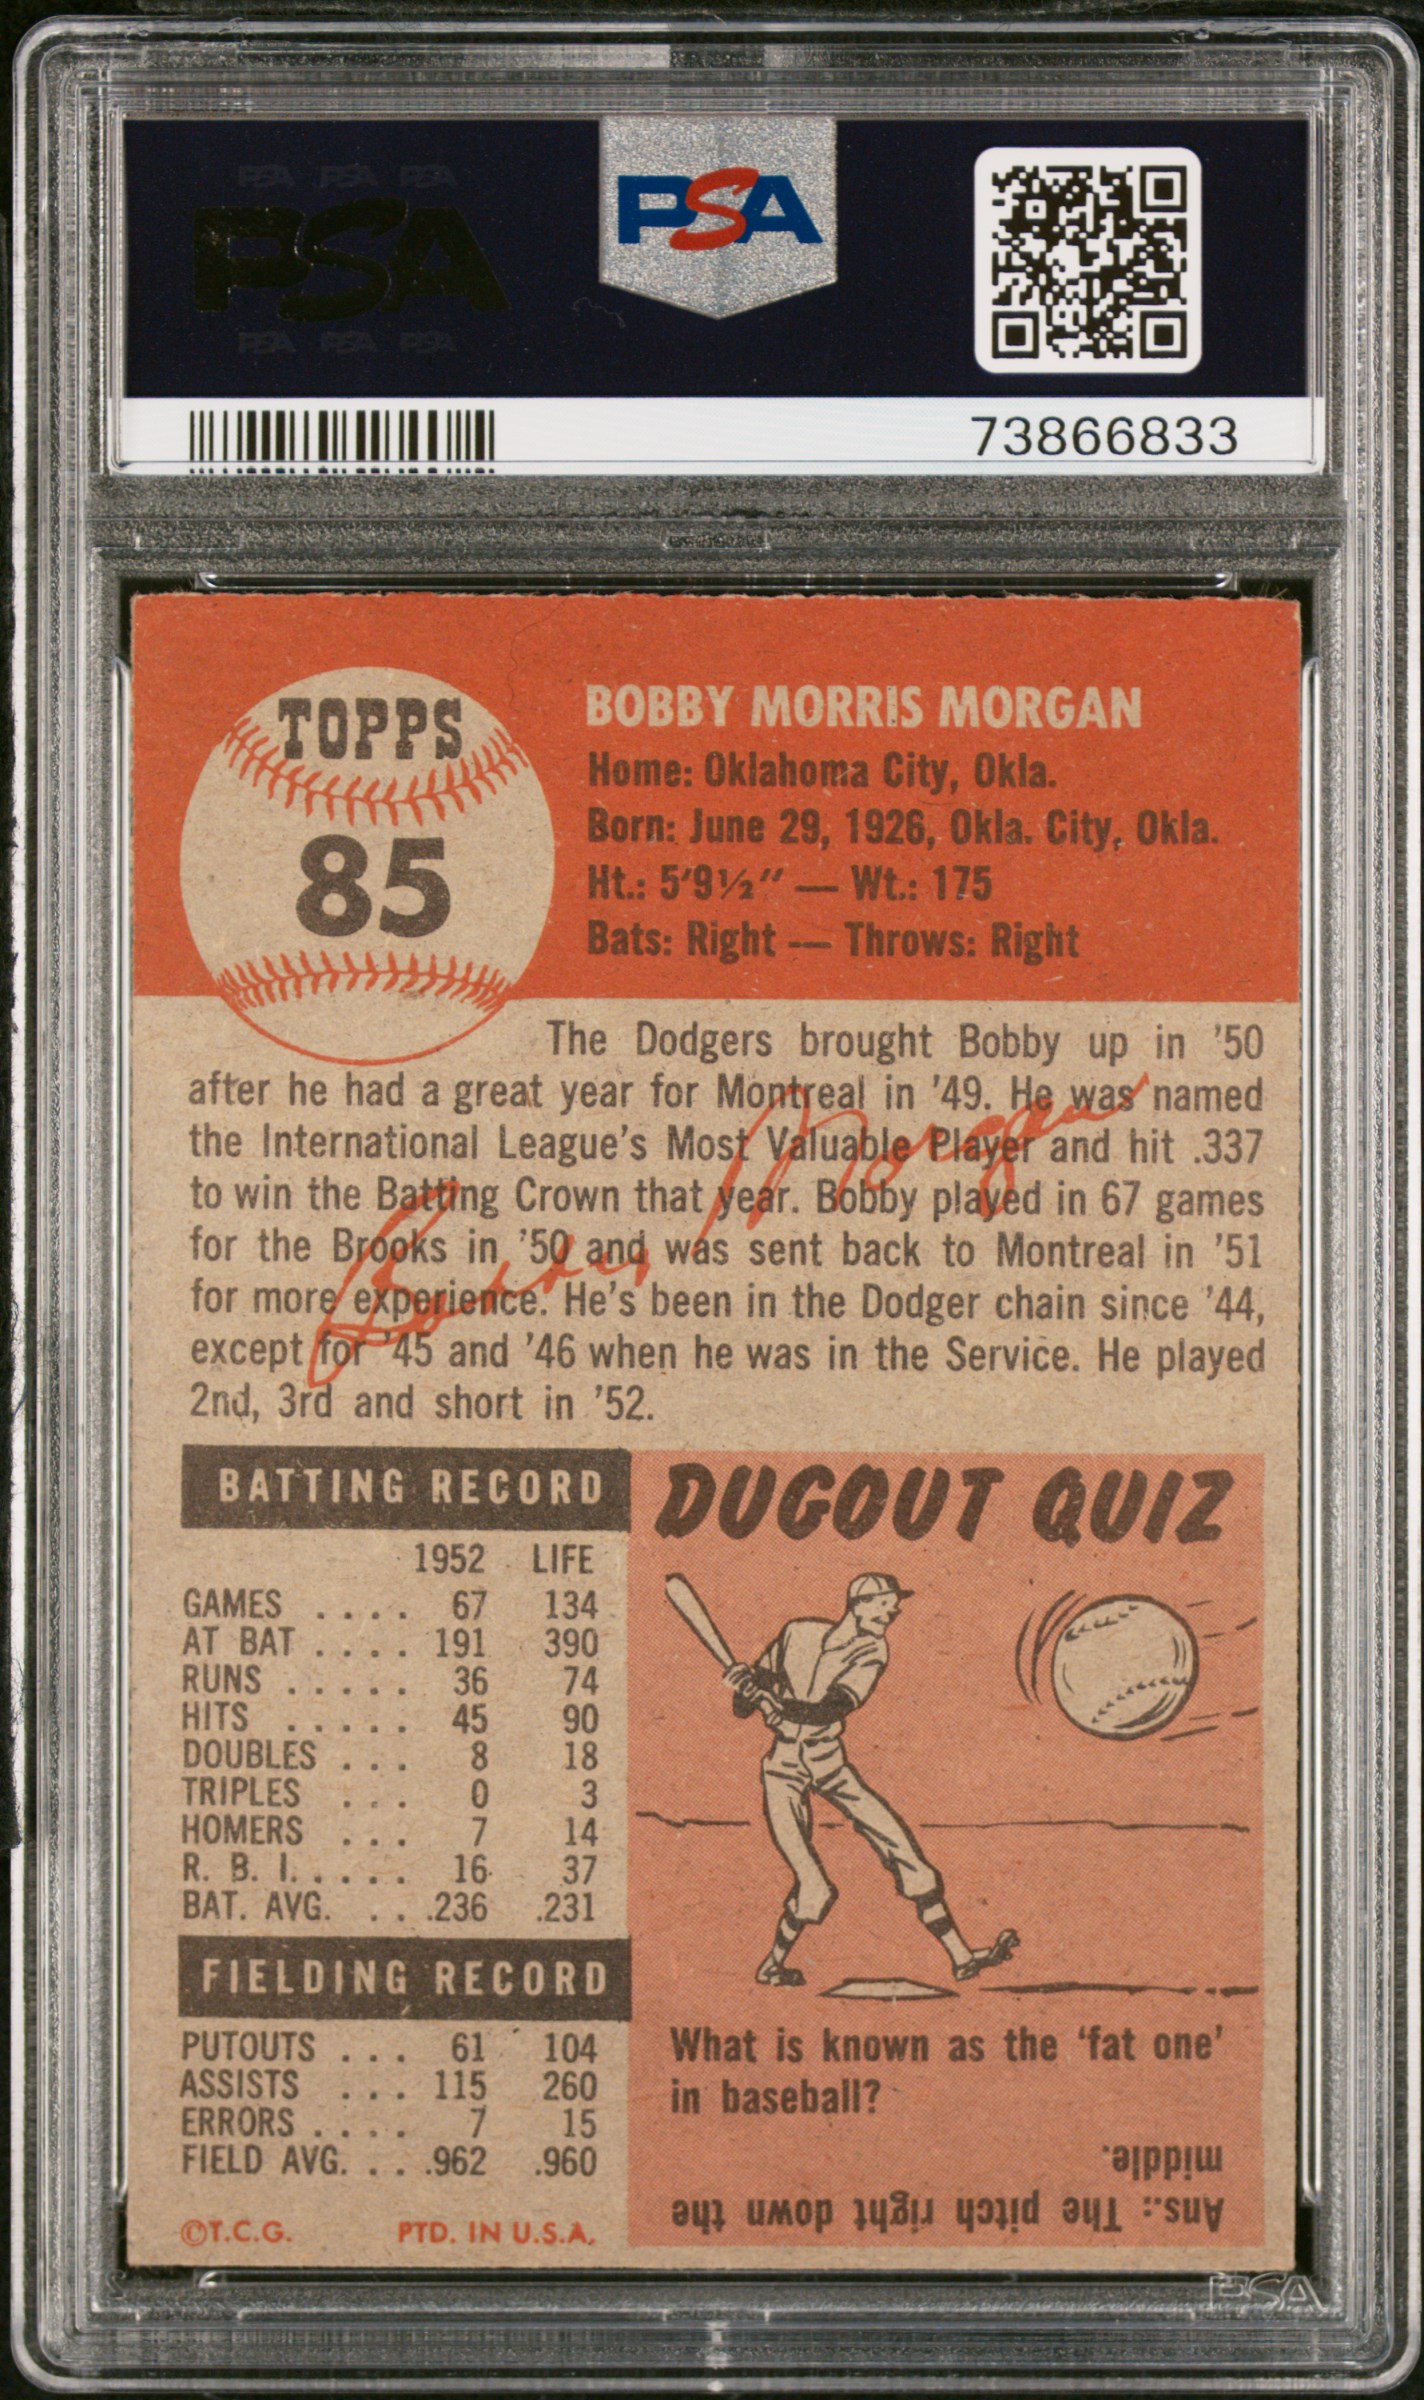 PSA PSA PSA
PSA
PSA PSA PSA
PSA
73866833
TOPPS
85
BOBBY MORRIS MORGAN
Home: Oklahoma City, Okla.
Born: June 29, 1926, Okla. City, Okla.
Ht.: 5'9½" — Wt.: 175
Bats: Right — Throws: Right
The Dodgers brought Bobby up in '50
after he had a great year for Montreal in '49. He was named
the International League's Most Valuable Player and hit .337
to win the Batting Crown that year. Bobby played in 67 games
for the Brooks in '50 and was sent back to Montreal in '51
for more experience. He's been in the Dodger chain since '44,
except for '45 and '46 when he was in the Service. He played
2nd, 3rd and short in '52.
Bobby Morgan
BATTING RECORD
1952 LIFE
GAMES .... 67 134
AT BAT .... 191 390
RUNS ..... 36 74
HITS ..... 45 90
DOUBLES ... 8 18
TRIPLES ... 0 3
HOMERS ... 7 14
R. B. I. .... 16 37
BAT. AVG. ... .236 .231
FIELDING RECORD
PUTOUTS ... 61 104
ASSISTS ... 115 260
ERRORS .... 7 15
FIELD AVG. ... .962 .960
©T.C.G. PTD. IN U.S.A.
DUGOUT QUIZ
What is known as the 'fat one'
in baseball?
Ans.: The pitch right down the
middle.
PSA